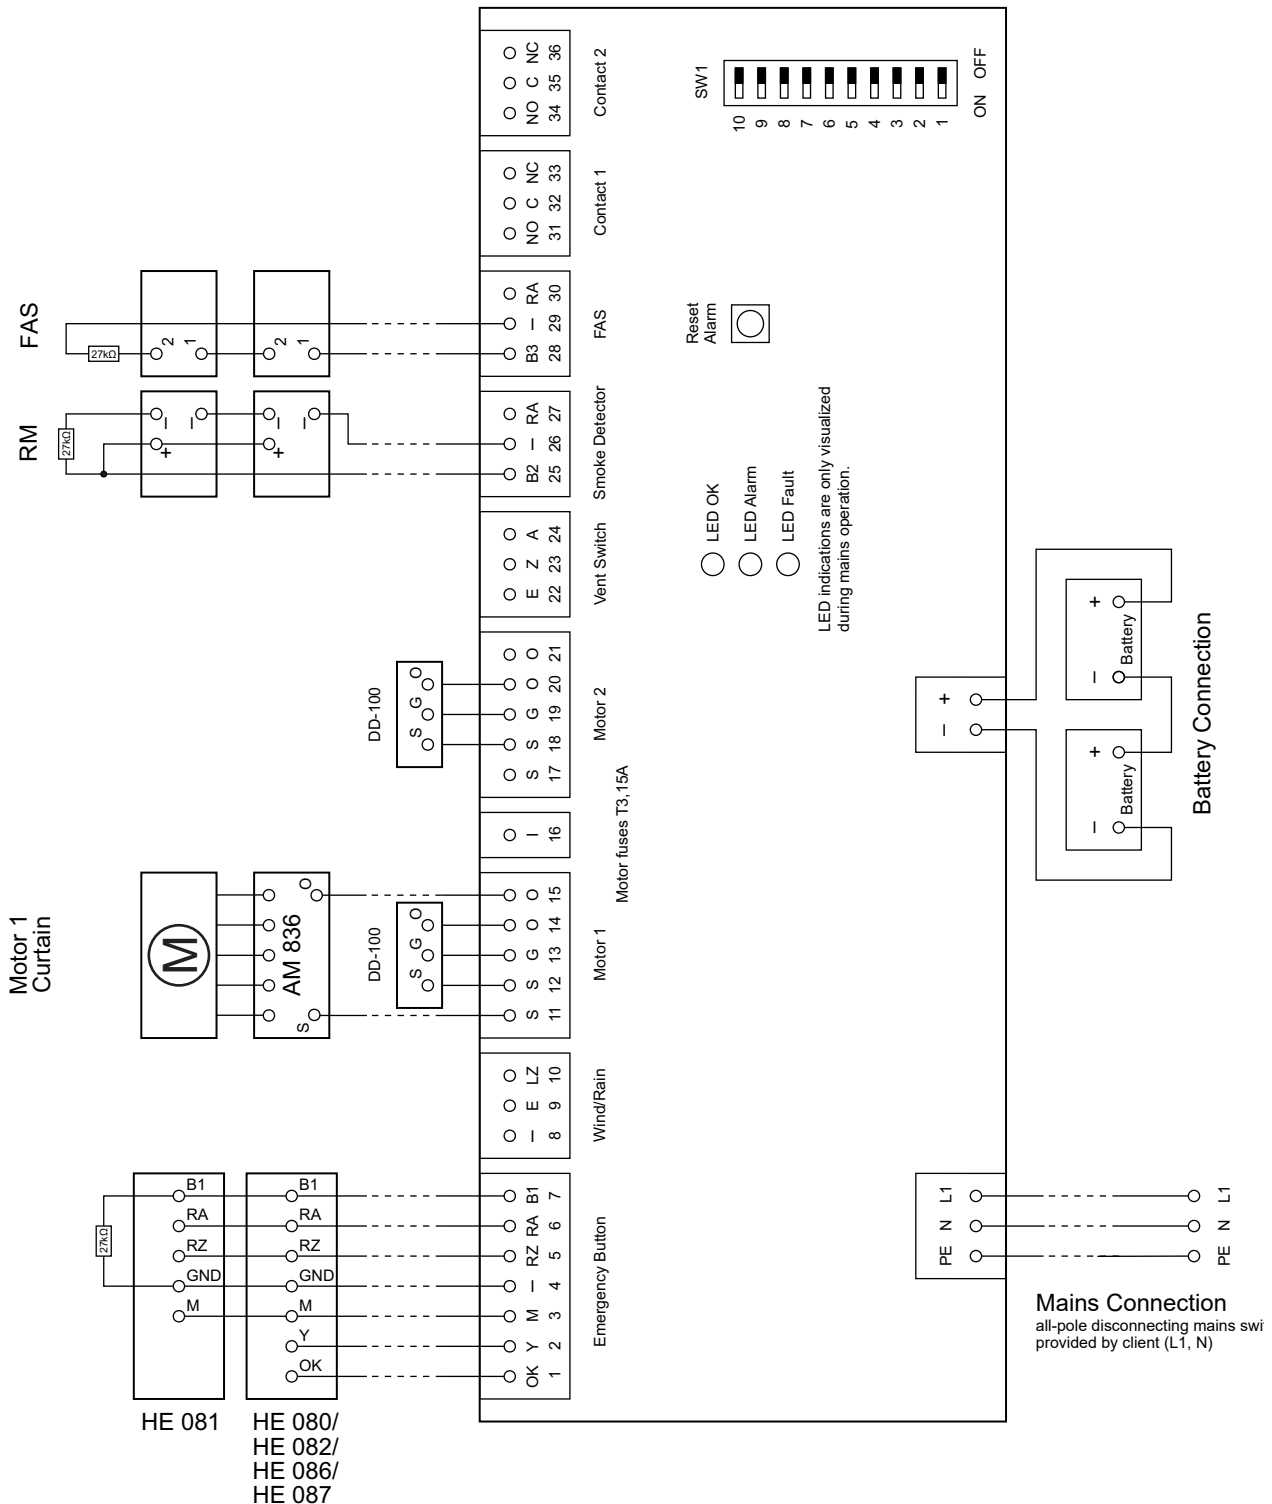 FAS
27kΩ
2
1
2
1
RM
27kΩ
–
–
+
–
–
+
Motor 1
Curtain
M
AM 836
O
S
DD-100
S G O
DD-100
S G O
27kΩ
B1
RA
RZ
GND
M
HE 081
B1
RA
RZ
GND
M
Y
OK
HE 080/
HE 082/
HE 086/
HE 087
NO C NC
34 35 36
Contact 2
NO C NC
31 32 33
Contact 1
B3 – RA
28 29 30
FAS
B2 – RA
25 26 27
Smoke Detector
E Z A
22 23 24
Vent Switch
S S G O O
17 18 19 20 21
Motor 2
I
16
Motor fuses T3,15A
S S G O O
11 12 13 14 15
Motor 1
I E LZ
8 9 10
Wind/Rain
OK Y M I RZ RA B1
1 2 3 4 5 6 7
Emergency Button
SW1
10
9
8
7
6
5
4
3
2
1
ON OFF
Reset
Alarm
LED OK
LED Alarm
LED Fault
LED indications are only visualized
during mains operation.
– +
– Battery +
– Battery +
Battery Connection
PE N L1
PE N L1
Mains Connection
all-pole disconnecting mains swi
provided by client (L1, N)